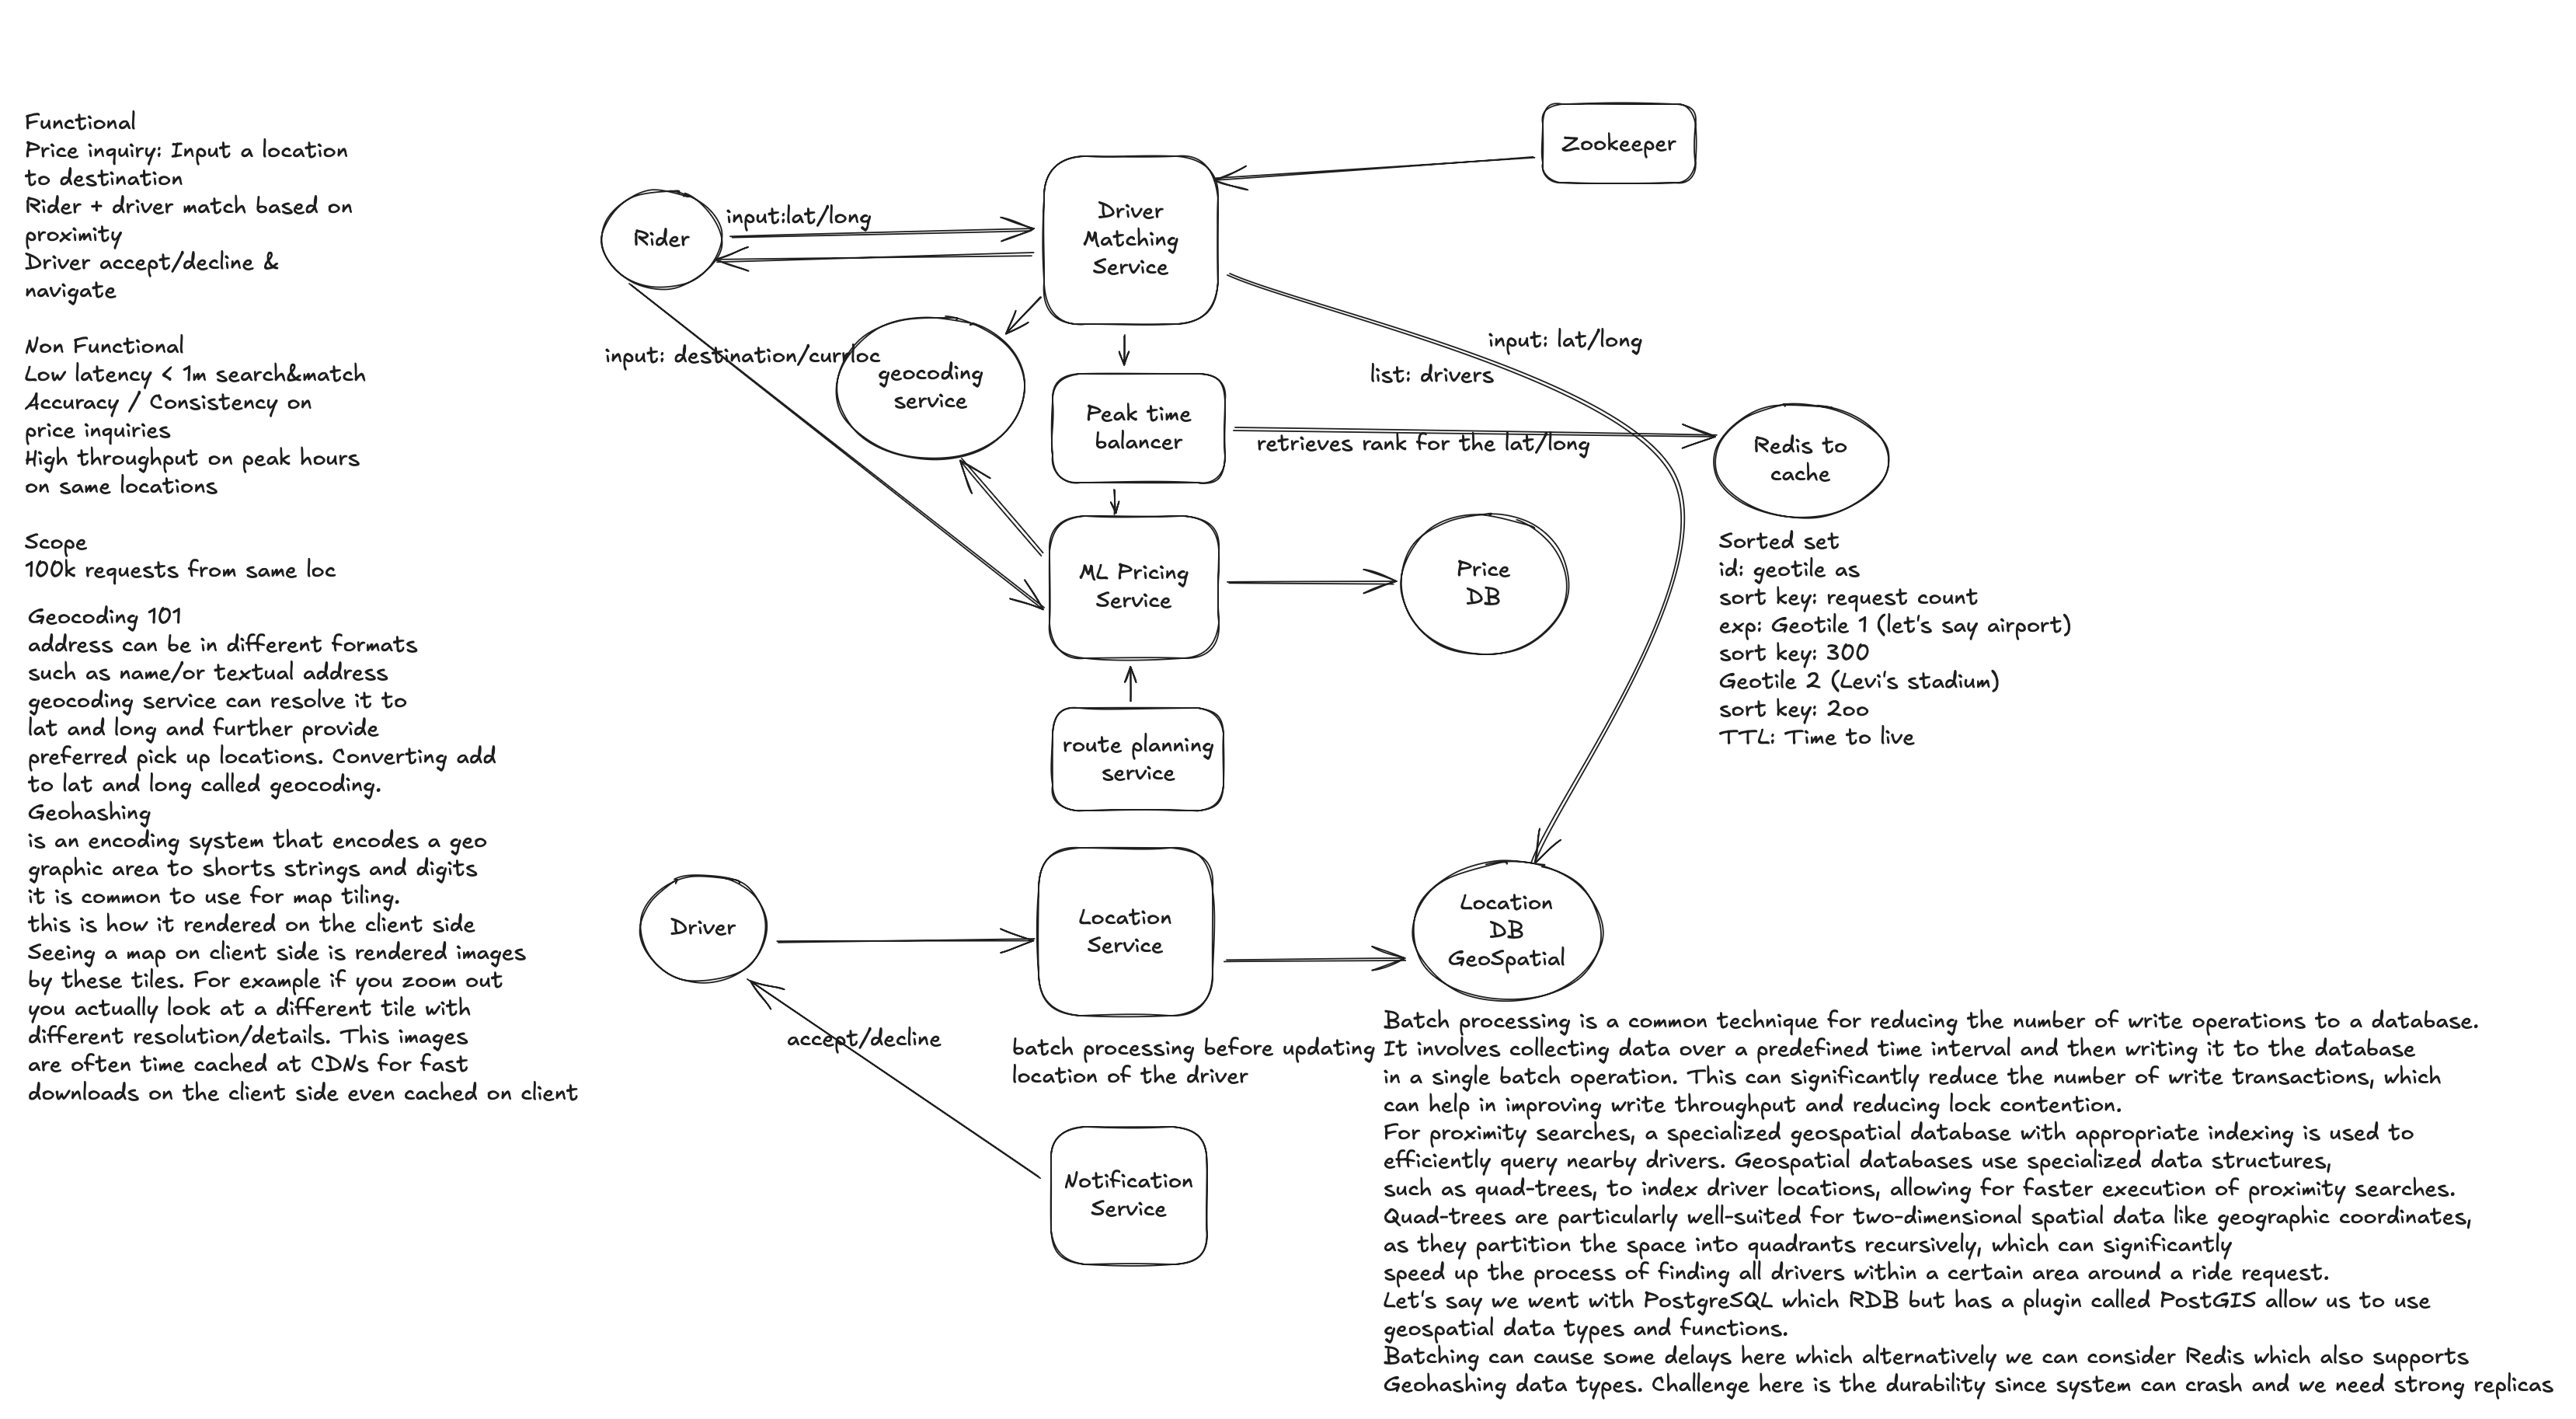 Functional
Price inquiry: Input a location
to destination
Rider + driver match based on
proximity
Driver accept/decline &
navigate
Non Functional
Low latency < 1m search&match
Accuracy / Consistency on
price inquiries
High throughput on peak hours
on same locations
Scope
100k requests from same loc
Geocoding 101
address can be in different formats
such as name/or textual address
geocoding service can resolve it to
lat and long and further provide
preferred pick up locations. Converting add
to lat and long called geocoding.
Geohashing
is an encoding system that encodes a geo
graphic area to shorts strings and digits
it is common to use for map tiling.
this is how it rendered on the client side
Seeing a map on client side is rendered images
by these tiles. For example if you zoom out
you actually look at a different tile with
different resolution/details. This images
are often time cached at CDNs for fast
downloads on the client side even cached on client
Zookeeper
Rider
input:lat/long
Driver
Matching
Service
input: destination/currloc
geocoding
service
input: lat/long
list: drivers
Peak time
balancer
retrieves rank for the lat/long
Redis to
cache
Sorted set
id: geotile as
sort key: request count
exp: Geotile 1 (let's say airport)
sort key: 300
Geotile 2 (Levi's stadium)
sort key: 2oo
TTL: Time to live
ML Pricing
Service
Price
DB
route planning
service
Driver
Location
Service
Location
DB
GeoSpatial
accept/decline
batch processing before updating
location of the driver
Notification
Service
Batch processing is a common technique for reducing the number of write operations to a database.
It involves collecting data over a predefined time interval and then writing it to the database
in a single batch operation. This can significantly reduce the number of write transactions, which
can help in improving write throughput and reducing lock contention.
For proximity searches, a specialized geospatial database with appropriate indexing is used to
efficiently query nearby drivers. Geospatial databases use specialized data structures,
such as quad-trees, to index driver locations, allowing for faster execution of proximity searches.
Quad-trees are particularly well-suited for two-dimensional spatial data like geographic coordinates,
as they partition the space into quadrants recursively, which can significantly
speed up the process of finding all drivers within a certain area around a ride request.
Let's say we went with PostgreSQL which RDB but has a plugin called PostGIS allow us to use
geospatial data types and functions.
Batching can cause some delays here which alternatively we can consider Redis which also supports
Geohashing data types. Challenge here is the durability since system can crash and we need strong replicas